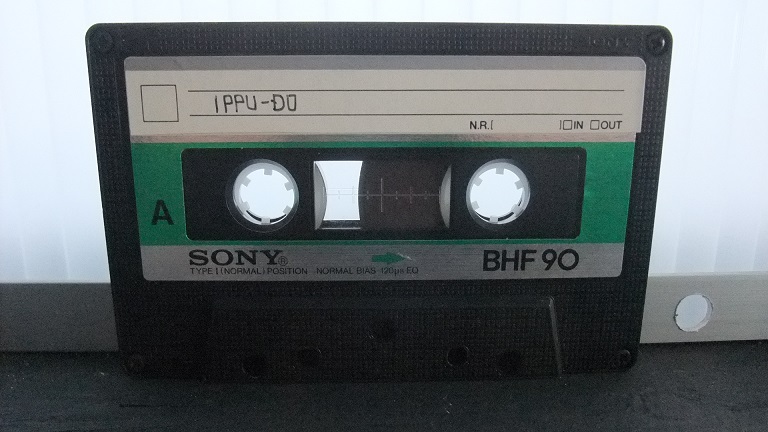 IPPU-DO
N.R. IN OUT
A
SONY® BHF 90
TYPE I (NORMAL) POSITION NORMAL BIAS 120μs EQ